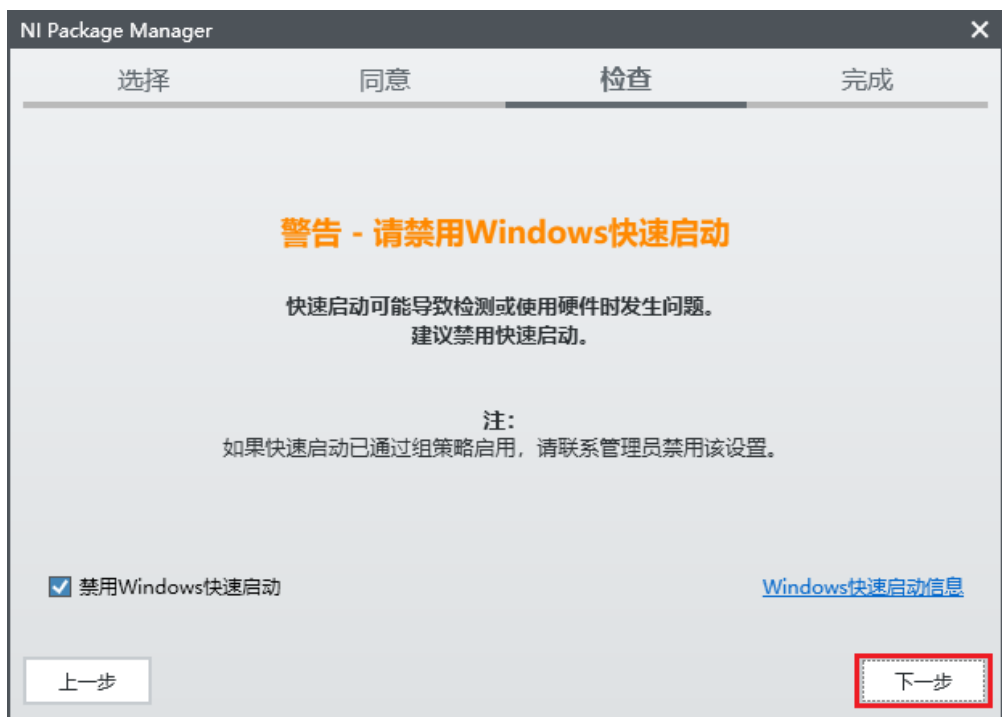 NI Package Manager
选择 同意 检查 完成
警告 - 请禁用Windows快速启动
快速启动可能导致检测或使用硬件时发生问题。
建议禁用快速启动。
注:
如果快速启动已通过组策略启用，请联系管理员禁用该设置。
禁用Windows快速启动 Windows快速启动信息
上一步 下一步